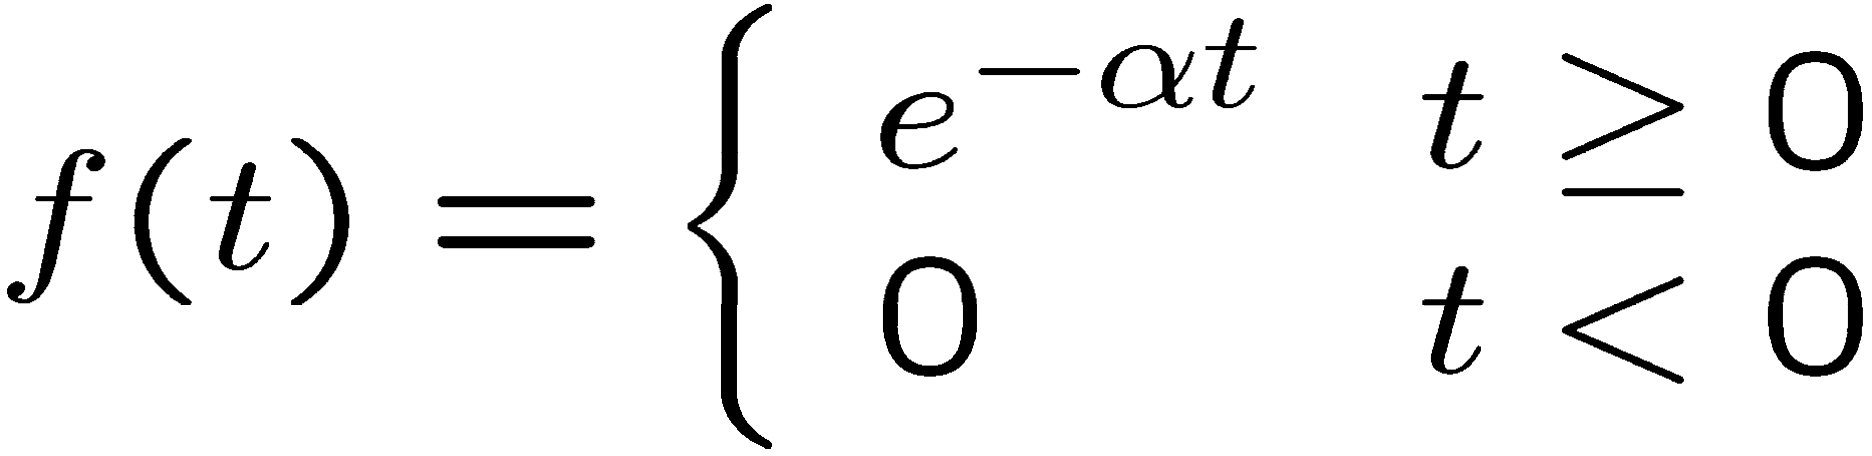 f(t) = { e^{-αt} t ≥ 0
0 t < 0